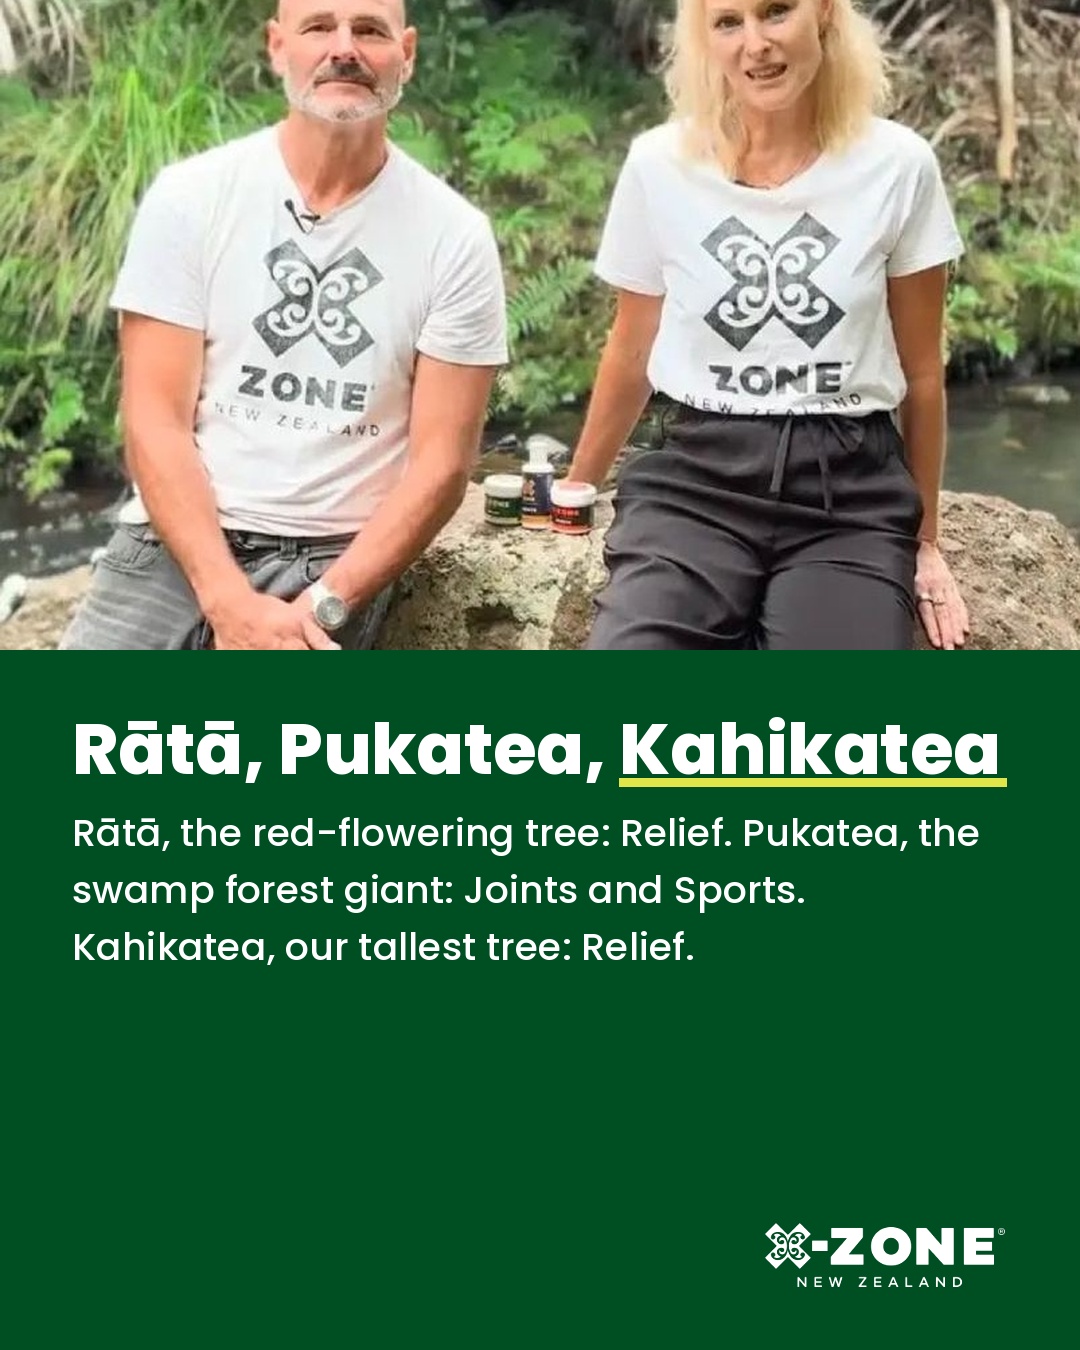 ZONE
NEW ZEALAND
ZONE
NEW ZEALAND
Rātā, Pukatea, Kahikatea
Rātā, the red-flowering tree: Relief. Pukatea, the
swamp forest giant: Joints and Sports.
Kahikatea, our tallest tree: Relief.
X-ZONE®
NEW ZEALAND